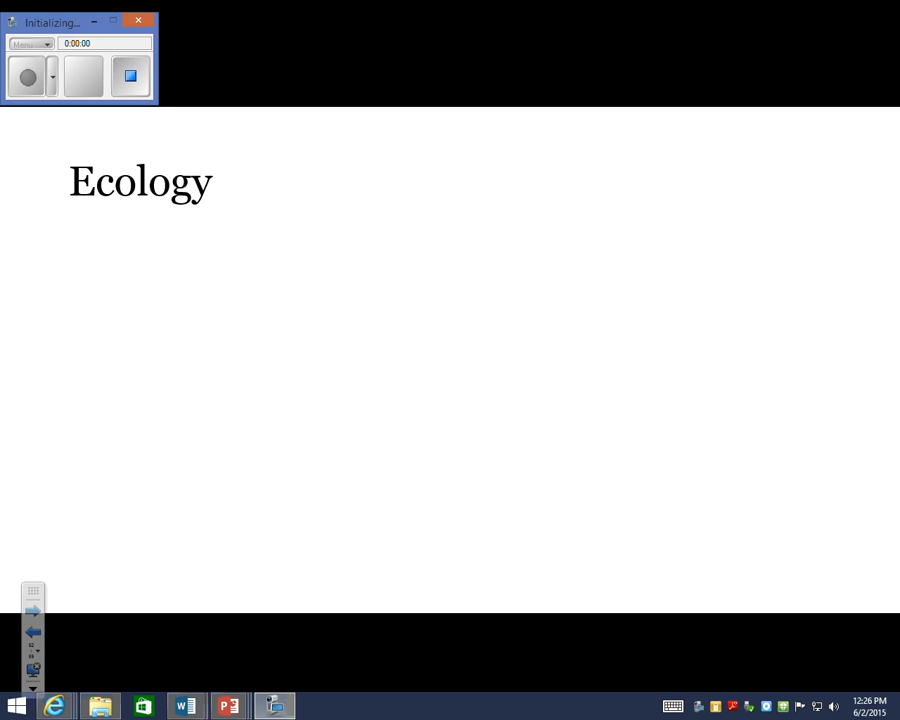 Initializing...
Menu
0:00:00
Ecology
12:26 PM
6/2/2015